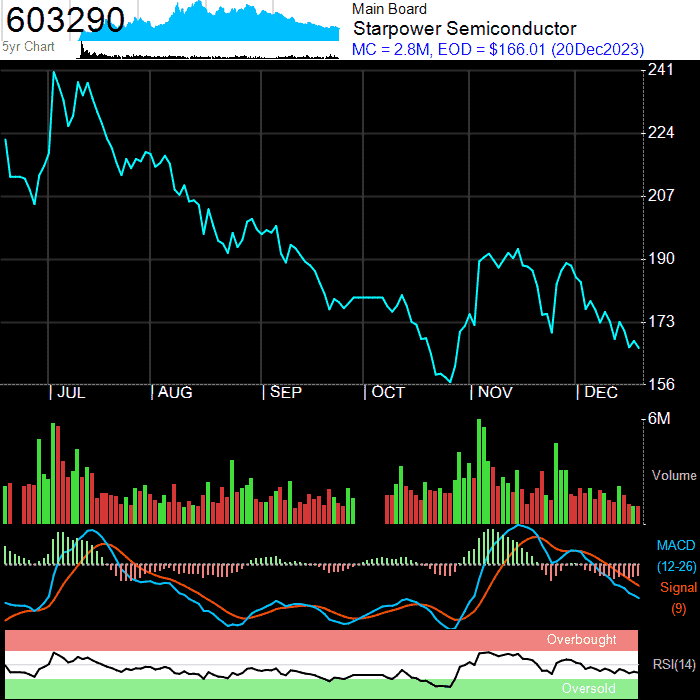 603290
5yr Chart
Main Board
Starpower Semiconductor
MC = 2.8M, EOD = $166.01 (20Dec2023)
241
224
207
190
173
156
| JUL | AUG | SEP | OCT | NOV | DEC
6M
Volume
MACD
(12-26)
Signal
(9)
Overbought
RSI(14)
Oversold